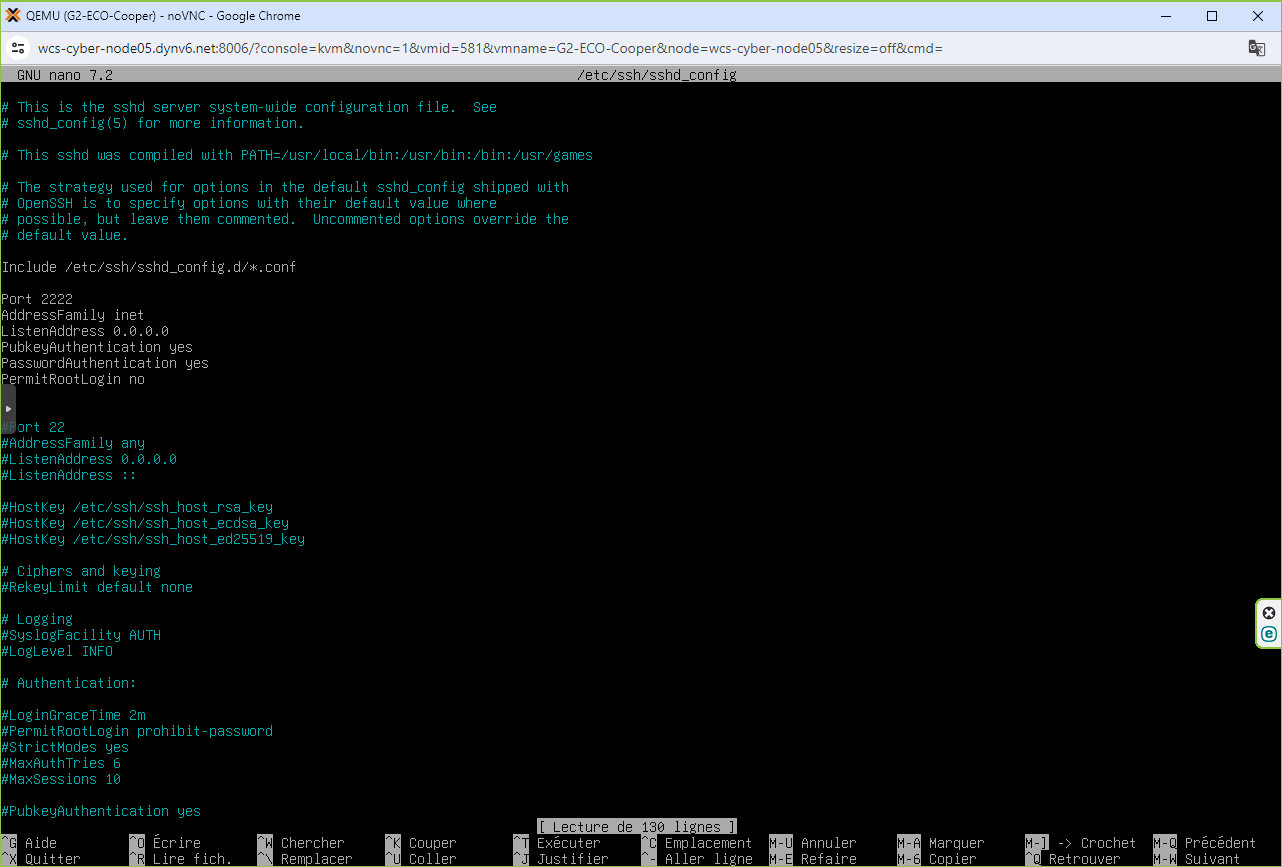 QEMU (G2-ECO-Cooper) - noVNC - Google Chrome
wcs-cyber-node05.dynv6.net:8006/?console=kvm&novnc=1&vmid=581&vmname=G2-ECO-Cooper&node=wcs-cyber-node05&resize=off&cmd=
GNU nano 7.2 /etc/ssh/sshd_config
# This is the sshd server system-wide configuration file.  See
# sshd_config(5) for more information.
# This sshd was compiled with PATH=/usr/local/bin:/usr/bin:/bin:/usr/games
# The strategy used for options in the default sshd_config shipped with
# OpenSSH is to specify options with their default value where
# possible, but leave them commented.  Uncommented options override the
# default value.
Include /etc/ssh/sshd_config.d/*.conf
Port 2222
AddressFamily inet
ListenAddress 0.0.0.0
PubkeyAuthentication yes
PasswordAuthentication yes
PermitRootLogin no
#Port 22
#AddressFamily any
#ListenAddress 0.0.0.0
#ListenAddress ::
#HostKey /etc/ssh/ssh_host_rsa_key
#HostKey /etc/ssh/ssh_host_ecdsa_key
#HostKey /etc/ssh/ssh_host_ed25519_key
# Ciphers and keying
#RekeyLimit default none
# Logging
#SyslogFacility AUTH
#LogLevel INFO
# Authentication:
#LoginGraceTime 2m
#PermitRootLogin prohibit-password
#StrictModes yes
#MaxAuthTries 6
#MaxSessions 10
#PubkeyAuthentication yes
[ Lecture de 130 lignes ]
^G Aide ^O Écrire ^W Chercher ^K Couper ^T Exécuter ^C Emplacement M-U Annuler M-A Marquer M-] -> Crochet M-Q Précédent
^X Quitter ^R Lire fich. ^\ Remplacer ^U Coller ^J Justifier ^- Aller ligne M-E Refaire M-6 Copier ^Q Retrouver M-W Suivant